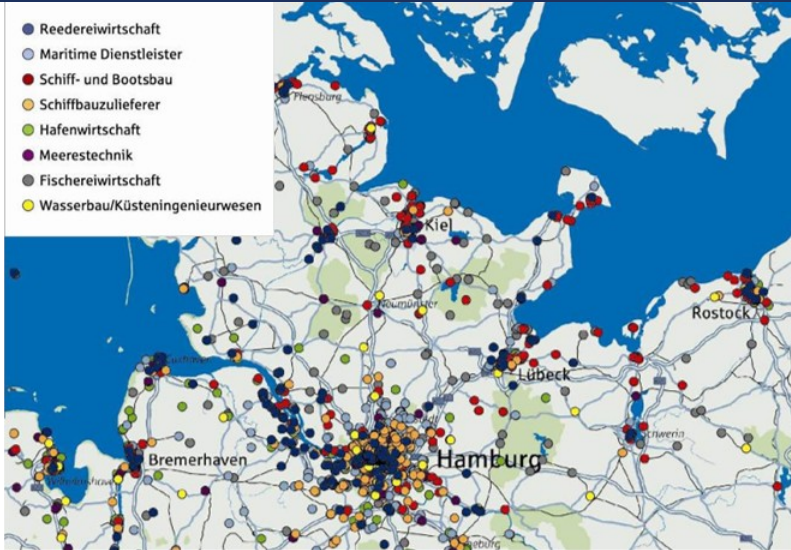 Reedereiwirtschaft
Maritime Dienstleister
Schiff- und Bootsbau
Schiffbauzulieferer
Hafenwirtschaft
Meerestechnik
Fischereiwirtschaft
Wasserbau/Küsteningenieurwesen
Flensburg
Kiel
Neumünster
Rostock
Lübeck
Schwerin
Bremerhaven
Hamburg